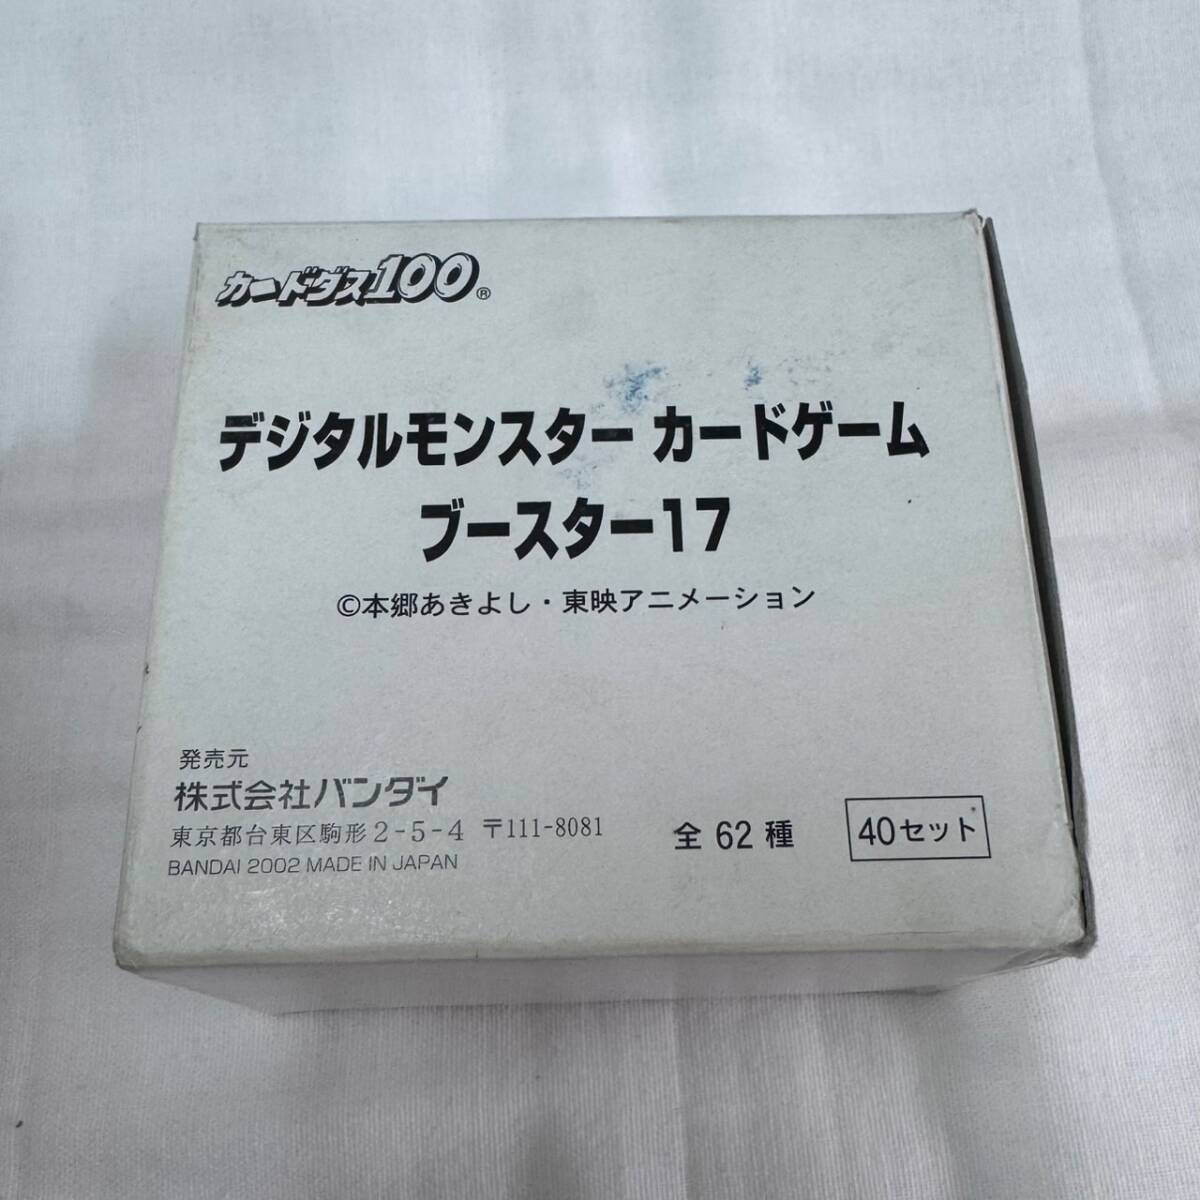 カードダス100®
デジタルモンスター カードゲーム
ブースター17
©本郷あきよし・東映アニメーション
発売元
株式会社バンダイ
東京都台東区駒形2-5-4 〒111-8081
BANDAI 2002 MADE IN JAPAN
全62種
40セット